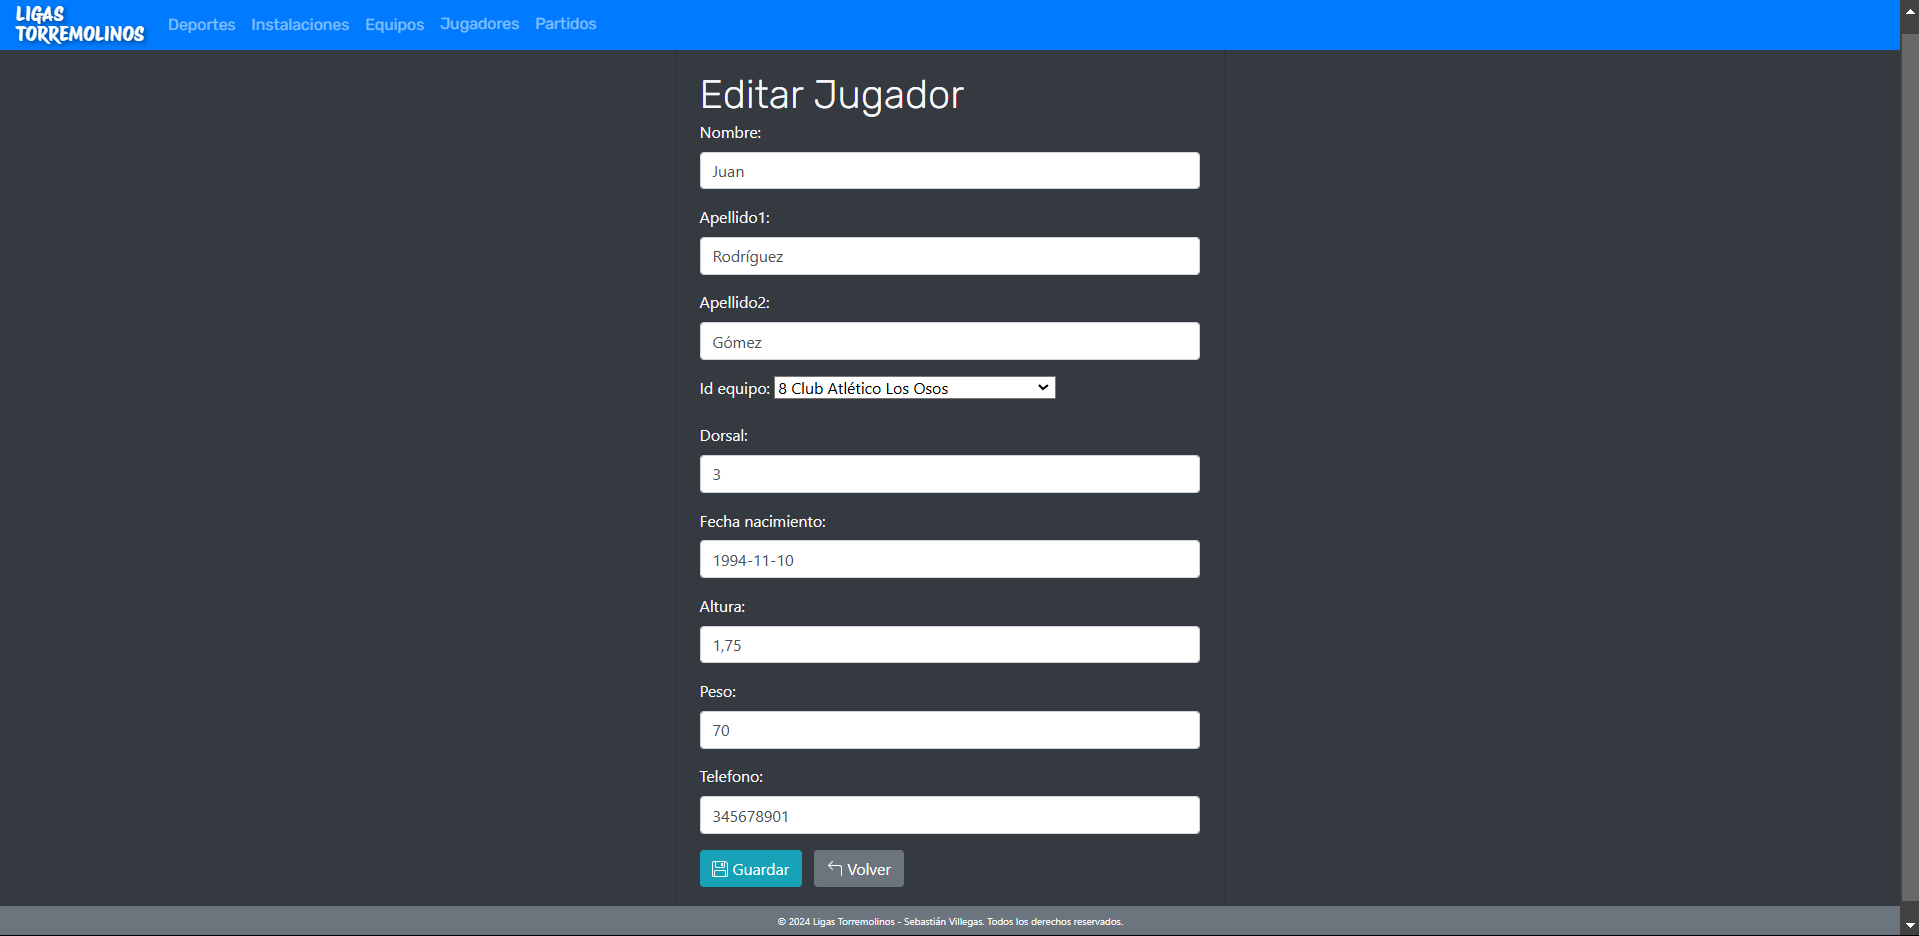 LIGAS
TORREMOLINOS
Deportes Instalaciones Equipos Jugadores Partidos
Editar Jugador
Nombre:
Juan
Apellido1:
Rodríguez
Apellido2:
Gómez
Id equipo: 8 Club Atlético Los Osos
Dorsal:
3
Fecha nacimiento:
1994-11-10
Altura:
1,75
Peso:
70
Telefono:
345678901
Guardar Volver
© 2024 Ligas Torremolinos - Sebastián Villegas. Todos los derechos reservados.